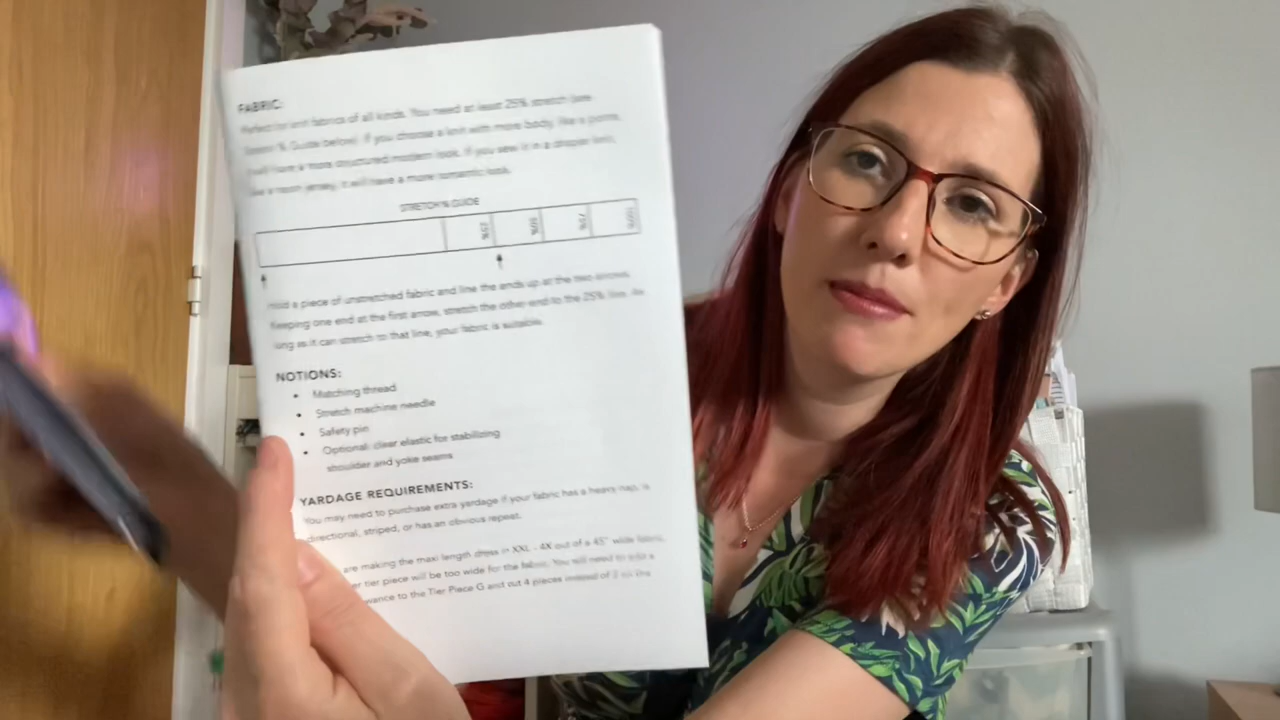 FABRIC:
Perfect for knit fabrics of all kinds. You need at least 25% stretch (see
Stretch % Guide below). If you choose a knit with more body, like a ponte,
it will have a more structured modern look. If you sew it in a drapier knit,
like a rayon jersey, it will have a more romantic look.
STRETCH % GUIDE
25% 50% 75% 100%
Hold a piece of unstretched fabric and line the ends up at the two arrows.
Keeping one end at the first arrow, stretch the other end to the 25% line. As
long as it can stretch to that line, your fabric is suitable.
NOTIONS:
• Matching thread
• Stretch machine needle
• Safety pin
• Optional: clear elastic for stabilizing
shoulder and yoke seams
YARDAGE REQUIREMENTS:
You may need to purchase extra yardage if your fabric has a heavy nap, is
directional, striped, or has an obvious repeat.
are making the maxi length dress in XXL - 4X out of a 45" wide fabric,
er tier piece will be too wide for the fabric. You will need to add a
wance to the Tier Piece G and cut 4 pieces instead of 2 on the